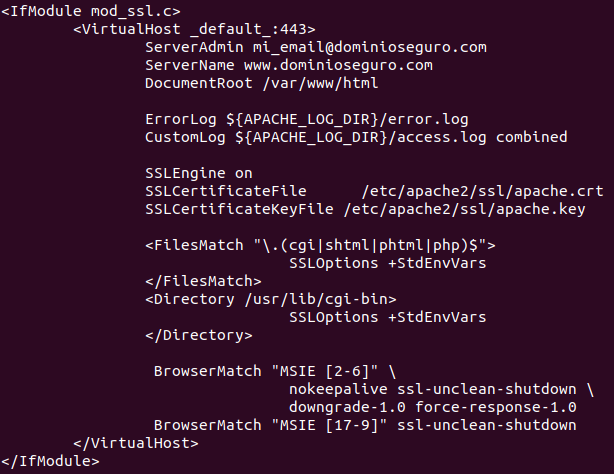 <IfModule mod_ssl.c>
<VirtualHost _default_:443>
ServerAdmin mi_email@dominioseguro.com
ServerName www.dominioseguro.com
DocumentRoot /var/www/html
ErrorLog ${APACHE_LOG_DIR}/error.log
CustomLog ${APACHE_LOG_DIR}/access.log combined
SSLEngine on
SSLCertificateFile /etc/apache2/ssl/apache.crt
SSLCertificateKeyFile /etc/apache2/ssl/apache.key
<FilesMatch "\.(cgi|shtml|phtml|php)$">
SSLOptions +StdEnvVars
</FilesMatch>
<Directory /usr/lib/cgi-bin>
SSLOptions +StdEnvVars
</Directory>
BrowserMatch "MSIE [2-6]" \
nokeepalive ssl-unclean-shutdown \
downgrade-1.0 force-response-1.0
BrowserMatch "MSIE [17-9]" ssl-unclean-shutdown
</VirtualHost>
</IfModule>